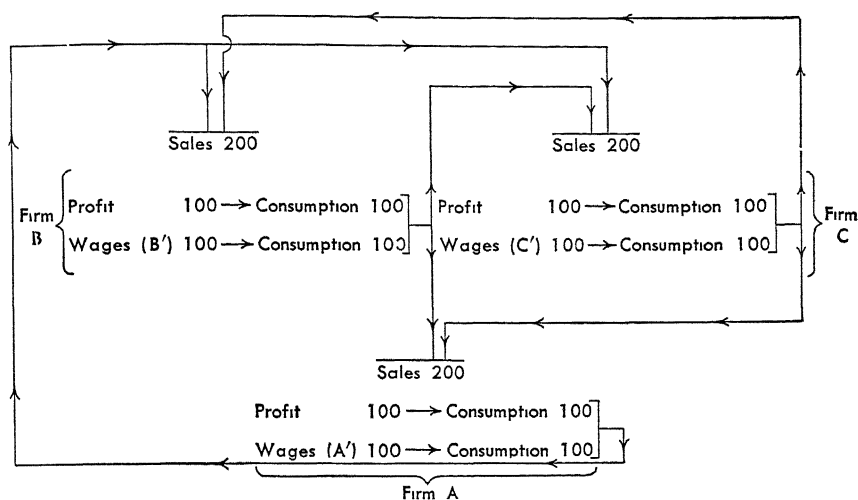 Sales 200
Sales 200
Firm B
Profit 100 → Consumption 100
Wages (B′) 100 → Consumption 100
Profit 100 → Consumption 100
Wages (C′) 100 → Consumption 100
Firm C
Sales 200
Profit 100 → Consumption 100
Wages (A′) 100 → Consumption 100
Firm A